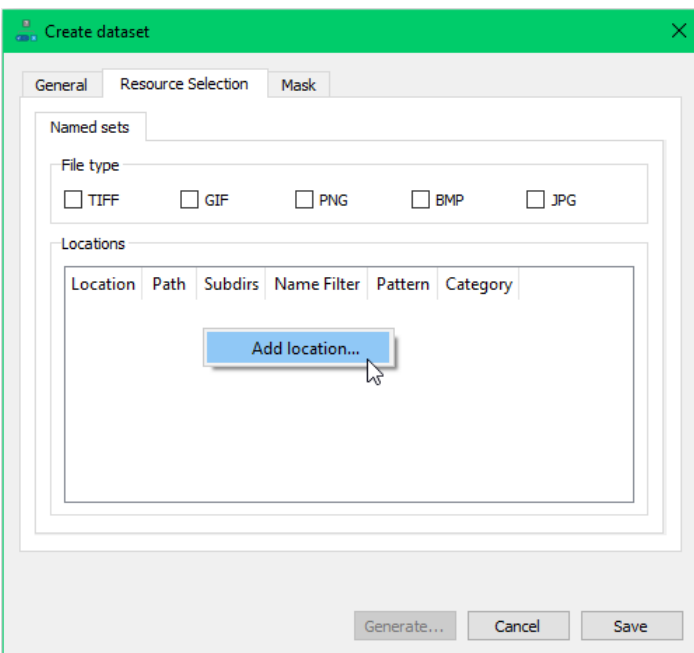 Create dataset
General Resource Selection Mask
Named sets
File type
TIFF GIF PNG BMP JPG
Locations
Location Path Subdirs Name Filter Pattern Category
Add location...
Generate... Cancel Save